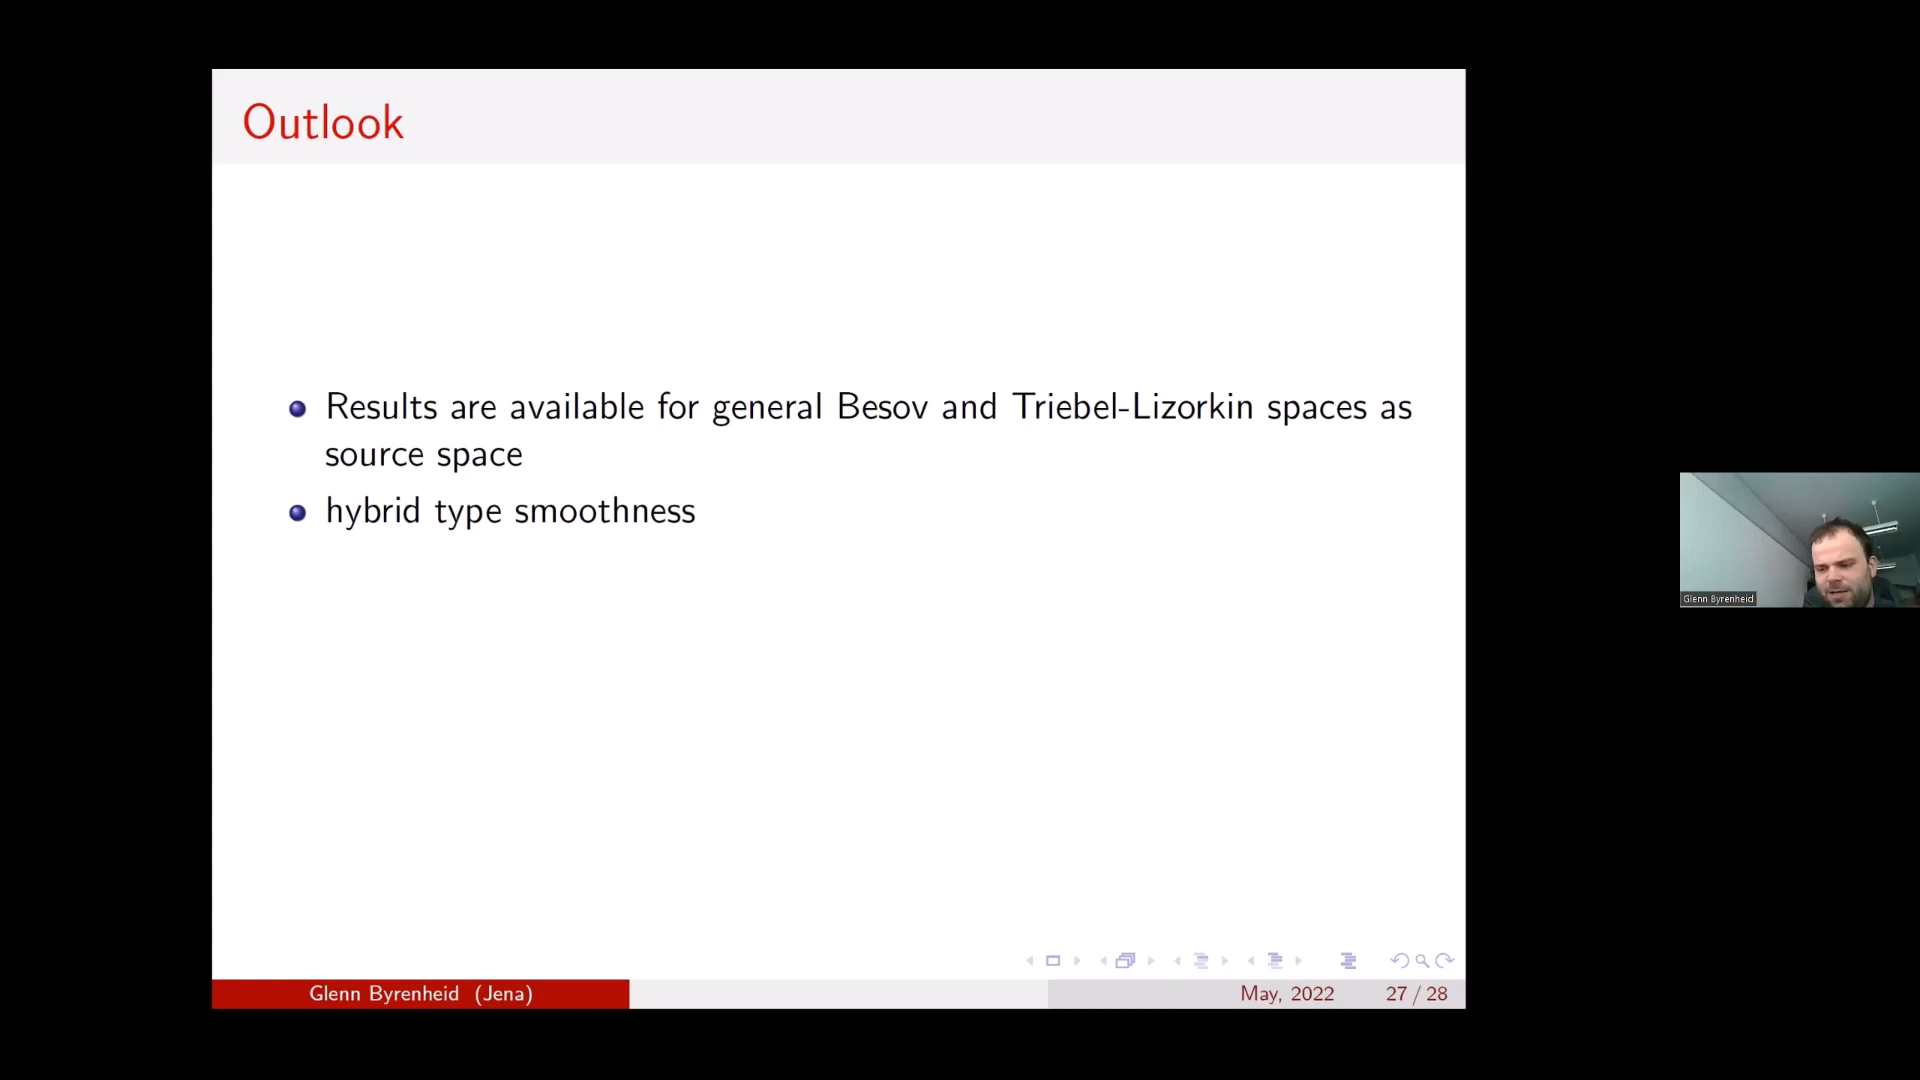 Outlook
Results are available for general Besov and Triebel-Lizorkin spaces as
source space
hybrid type smoothness
Glenn Byrenheid
Glenn Byrenheid (Jena)
May, 2022
27 / 28